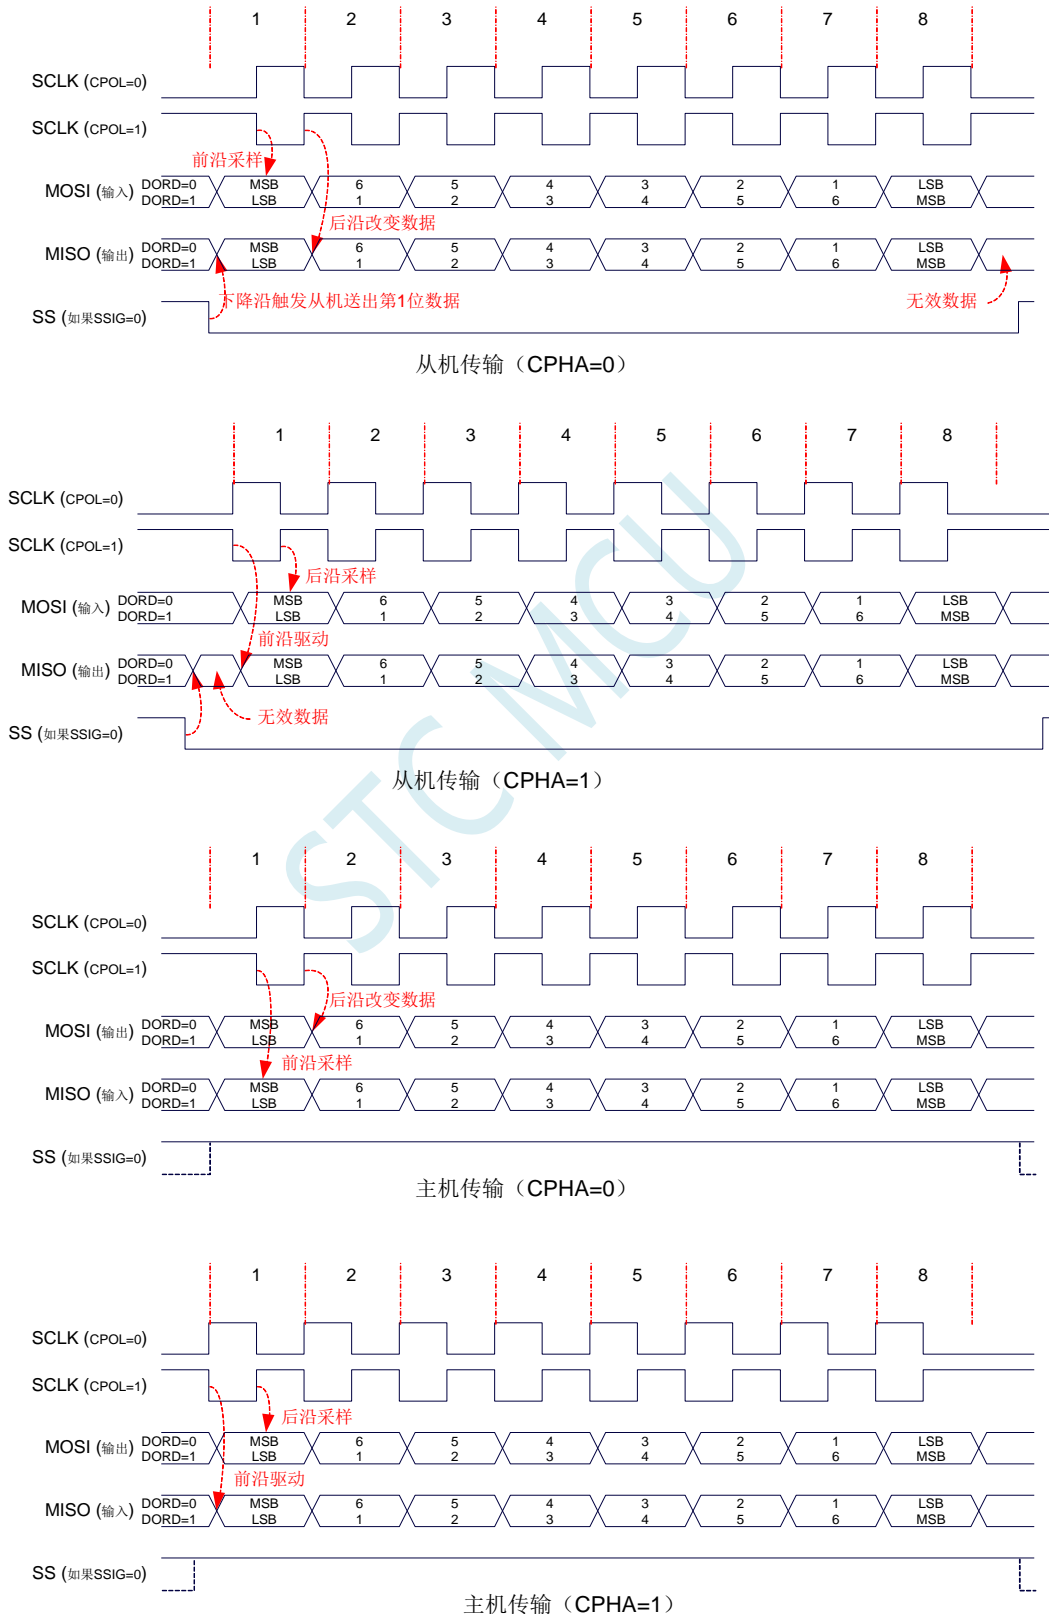 1 2 3 4 5 6 7 8
SCLK (CPOL=0)
SCLK (CPOL=1)
前沿采样
MOSI (输入) DORD=0 MSB 6 5 4 3 2 1 LSB
DORD=1 LSB 1 2 3 4 5 6 MSB
后沿改变数据
MISO (输出) DORD=0 MSB 6 5 4 3 2 1 LSB
DORD=1 LSB 1 2 3 4 5 6 MSB
下降沿触发从机送出第1位数据 无效数据
SS (如果SSIG=0)
从机传输（CPHA=0）
1 2 3 4 5 6 7 8
SCLK (CPOL=0)
SCLK (CPOL=1)
后沿采样
MOSI (输入) DORD=0 MSB 6 5 4 3 2 1 LSB
DORD=1 LSB 1 2 3 4 5 6 MSB
前沿驱动
MISO (输出) DORD=0 MSB 6 5 4 3 2 1 LSB
DORD=1 LSB 1 2 3 4 5 6 MSB
无效数据
SS (如果SSIG=0)
从机传输（CPHA=1）
STC MCU
1 2 3 4 5 6 7 8
SCLK (CPOL=0)
SCLK (CPOL=1)
后沿改变数据
MOSI (输出) DORD=0 MSB 6 5 4 3 2 1 LSB
DORD=1 LSB 1 2 3 4 5 6 MSB
前沿采样
MISO (输入) DORD=0 MSB 6 5 4 3 2 1 LSB
DORD=1 LSB 1 2 3 4 5 6 MSB
SS (如果SSIG=0)
主机传输（CPHA=0）
1 2 3 4 5 6 7 8
SCLK (CPOL=0)
SCLK (CPOL=1)
后沿采样
MOSI (输出) DORD=0 MSB 6 5 4 3 2 1 LSB
DORD=1 LSB 1 2 3 4 5 6 MSB
前沿驱动
MISO (输入) DORD=0 MSB 6 5 4 3 2 1 LSB
DORD=1 LSB 1 2 3 4 5 6 MSB
SS (如果SSIG=0)
主机传输（CPHA=1）